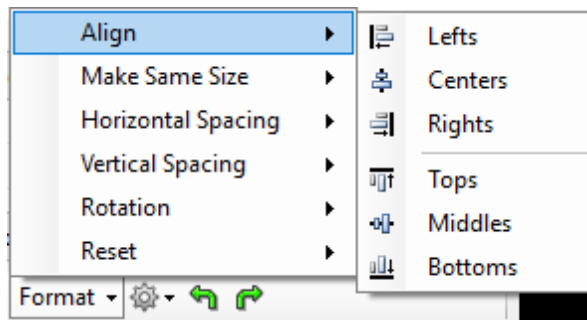 Align
Make Same Size
Horizontal Spacing
Vertical Spacing
Rotation
Reset
Lefts
Centers
Rights
Tops
Middles
Bottoms
Format